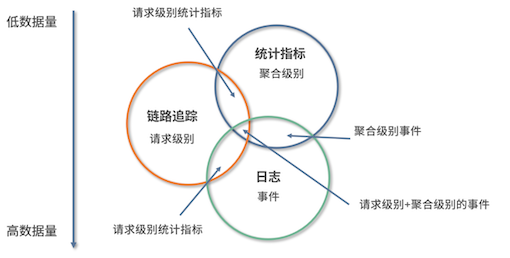 低数据量
请求级别统计指标
统计指标
聚合级别
链路追踪
请求级别
聚合级别事件
日志
事件
请求级别+聚合级别的事件
请求级别统计指标
高数据量